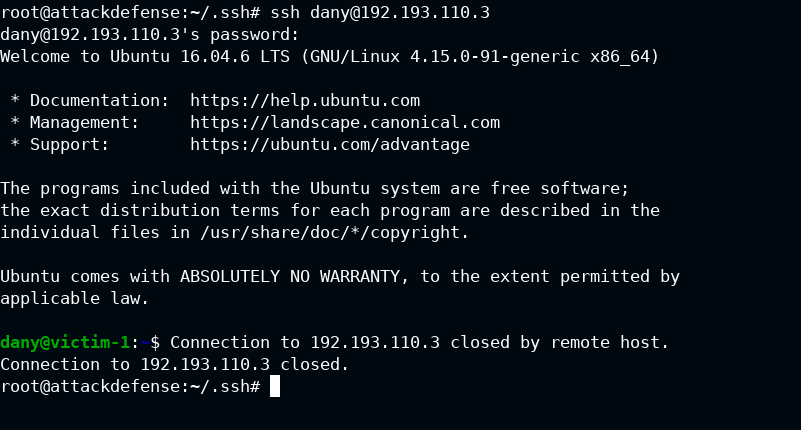 root@attackdefense:~/.ssh# ssh dany@192.193.110.3
dany@192.193.110.3's password:
Welcome to Ubuntu 16.04.6 LTS (GNU/Linux 4.15.0-91-generic x86_64)
 * Documentation:  https://help.ubuntu.com
 * Management:     https://landscape.canonical.com
 * Support:        https://ubuntu.com/advantage
The programs included with the Ubuntu system are free software;
the exact distribution terms for each program are described in the
individual files in /usr/share/doc/*/copyright.
Ubuntu comes with ABSOLUTELY NO WARRANTY, to the extent permitted by
applicable law.
dany@victim-1:~$ Connection to 192.193.110.3 closed by remote host.
Connection to 192.193.110.3 closed.
root@attackdefense:~/.ssh#